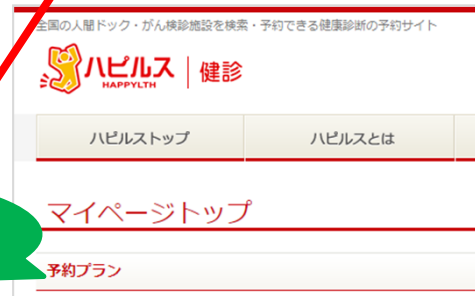 全国の人間ドック・がん検診施設を検索・予約できる健康診断の予約サイト
ハピルス 健診
HAPPYLTH
ハピルストップ ハピルスとは
マイページトップ
予約プラン